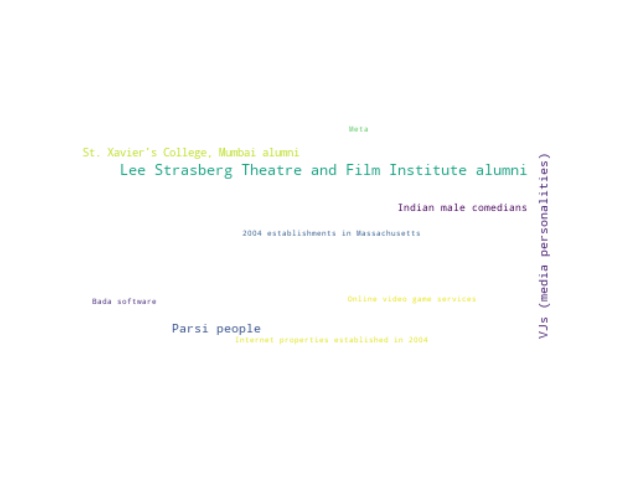 Meta
St. Xavier's College, Mumbai alumni
Lee Strasberg Theatre and Film Institute alumni
Indian male comedians
VJs (media personalities)
2004 establishments in Massachusetts
Online video game services
Bada software
Parsi people
Internet properties established in 2004